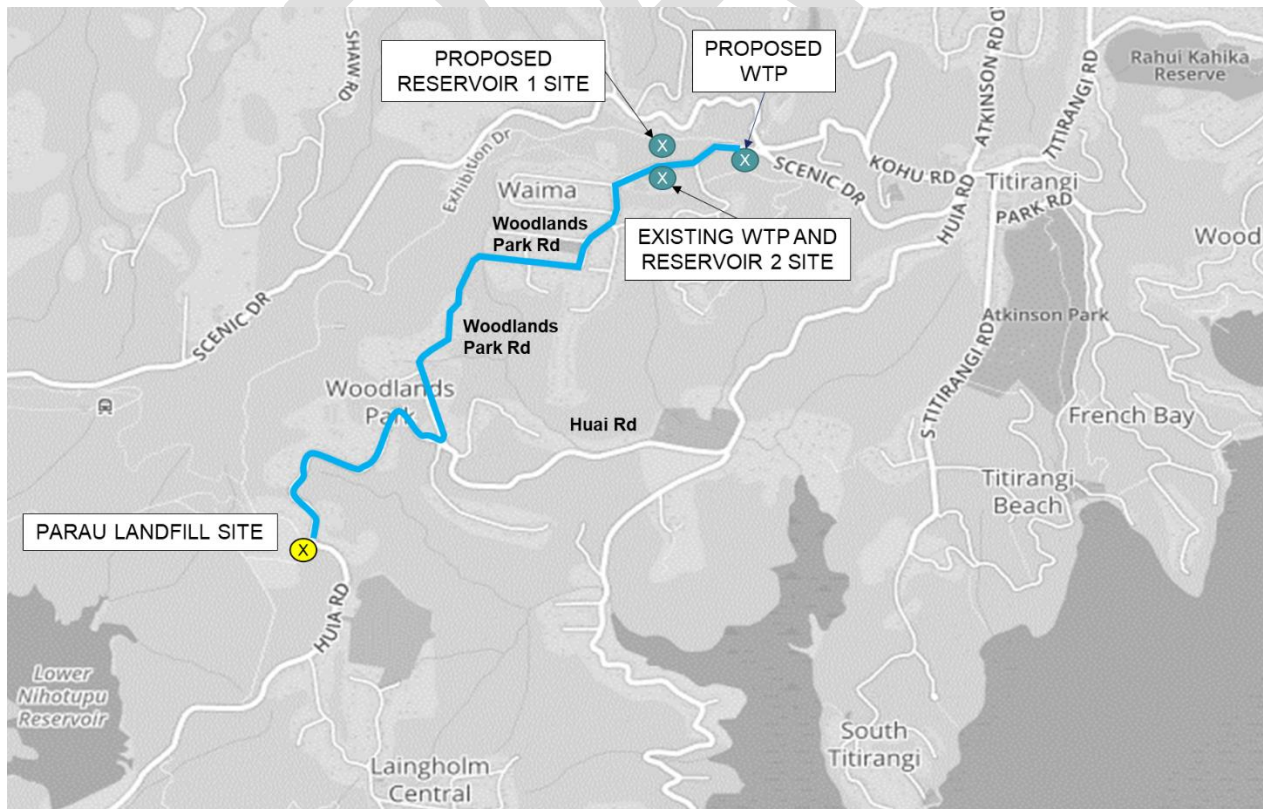 SHAW RD
PROPOSED
RESERVOIR 1 SITE
PROPOSED
WTP
ATKINSON RD
TITIRANGI RD
Rahui Kahika
Reserve
Exhibition Dr
X
X
X
Waima
SCENIC DR
KOHU RD
Titirangi
PARK RD
HUIA RD
Wood
Woodlands
Park Rd
EXISTING WTP AND
RESERVOIR 2 SITE
SCENIC DR
Woodlands
Park Rd
Atkinson Park
Woodlands
Park
Huai Rd
S TITIRANGI RD
French Bay
Titirangi
Beach
PARAU LANDFILL SITE
X
HUIA RD
Lower
Nihotupu
Reservoir
South
Titirangi
Laingholm
Central